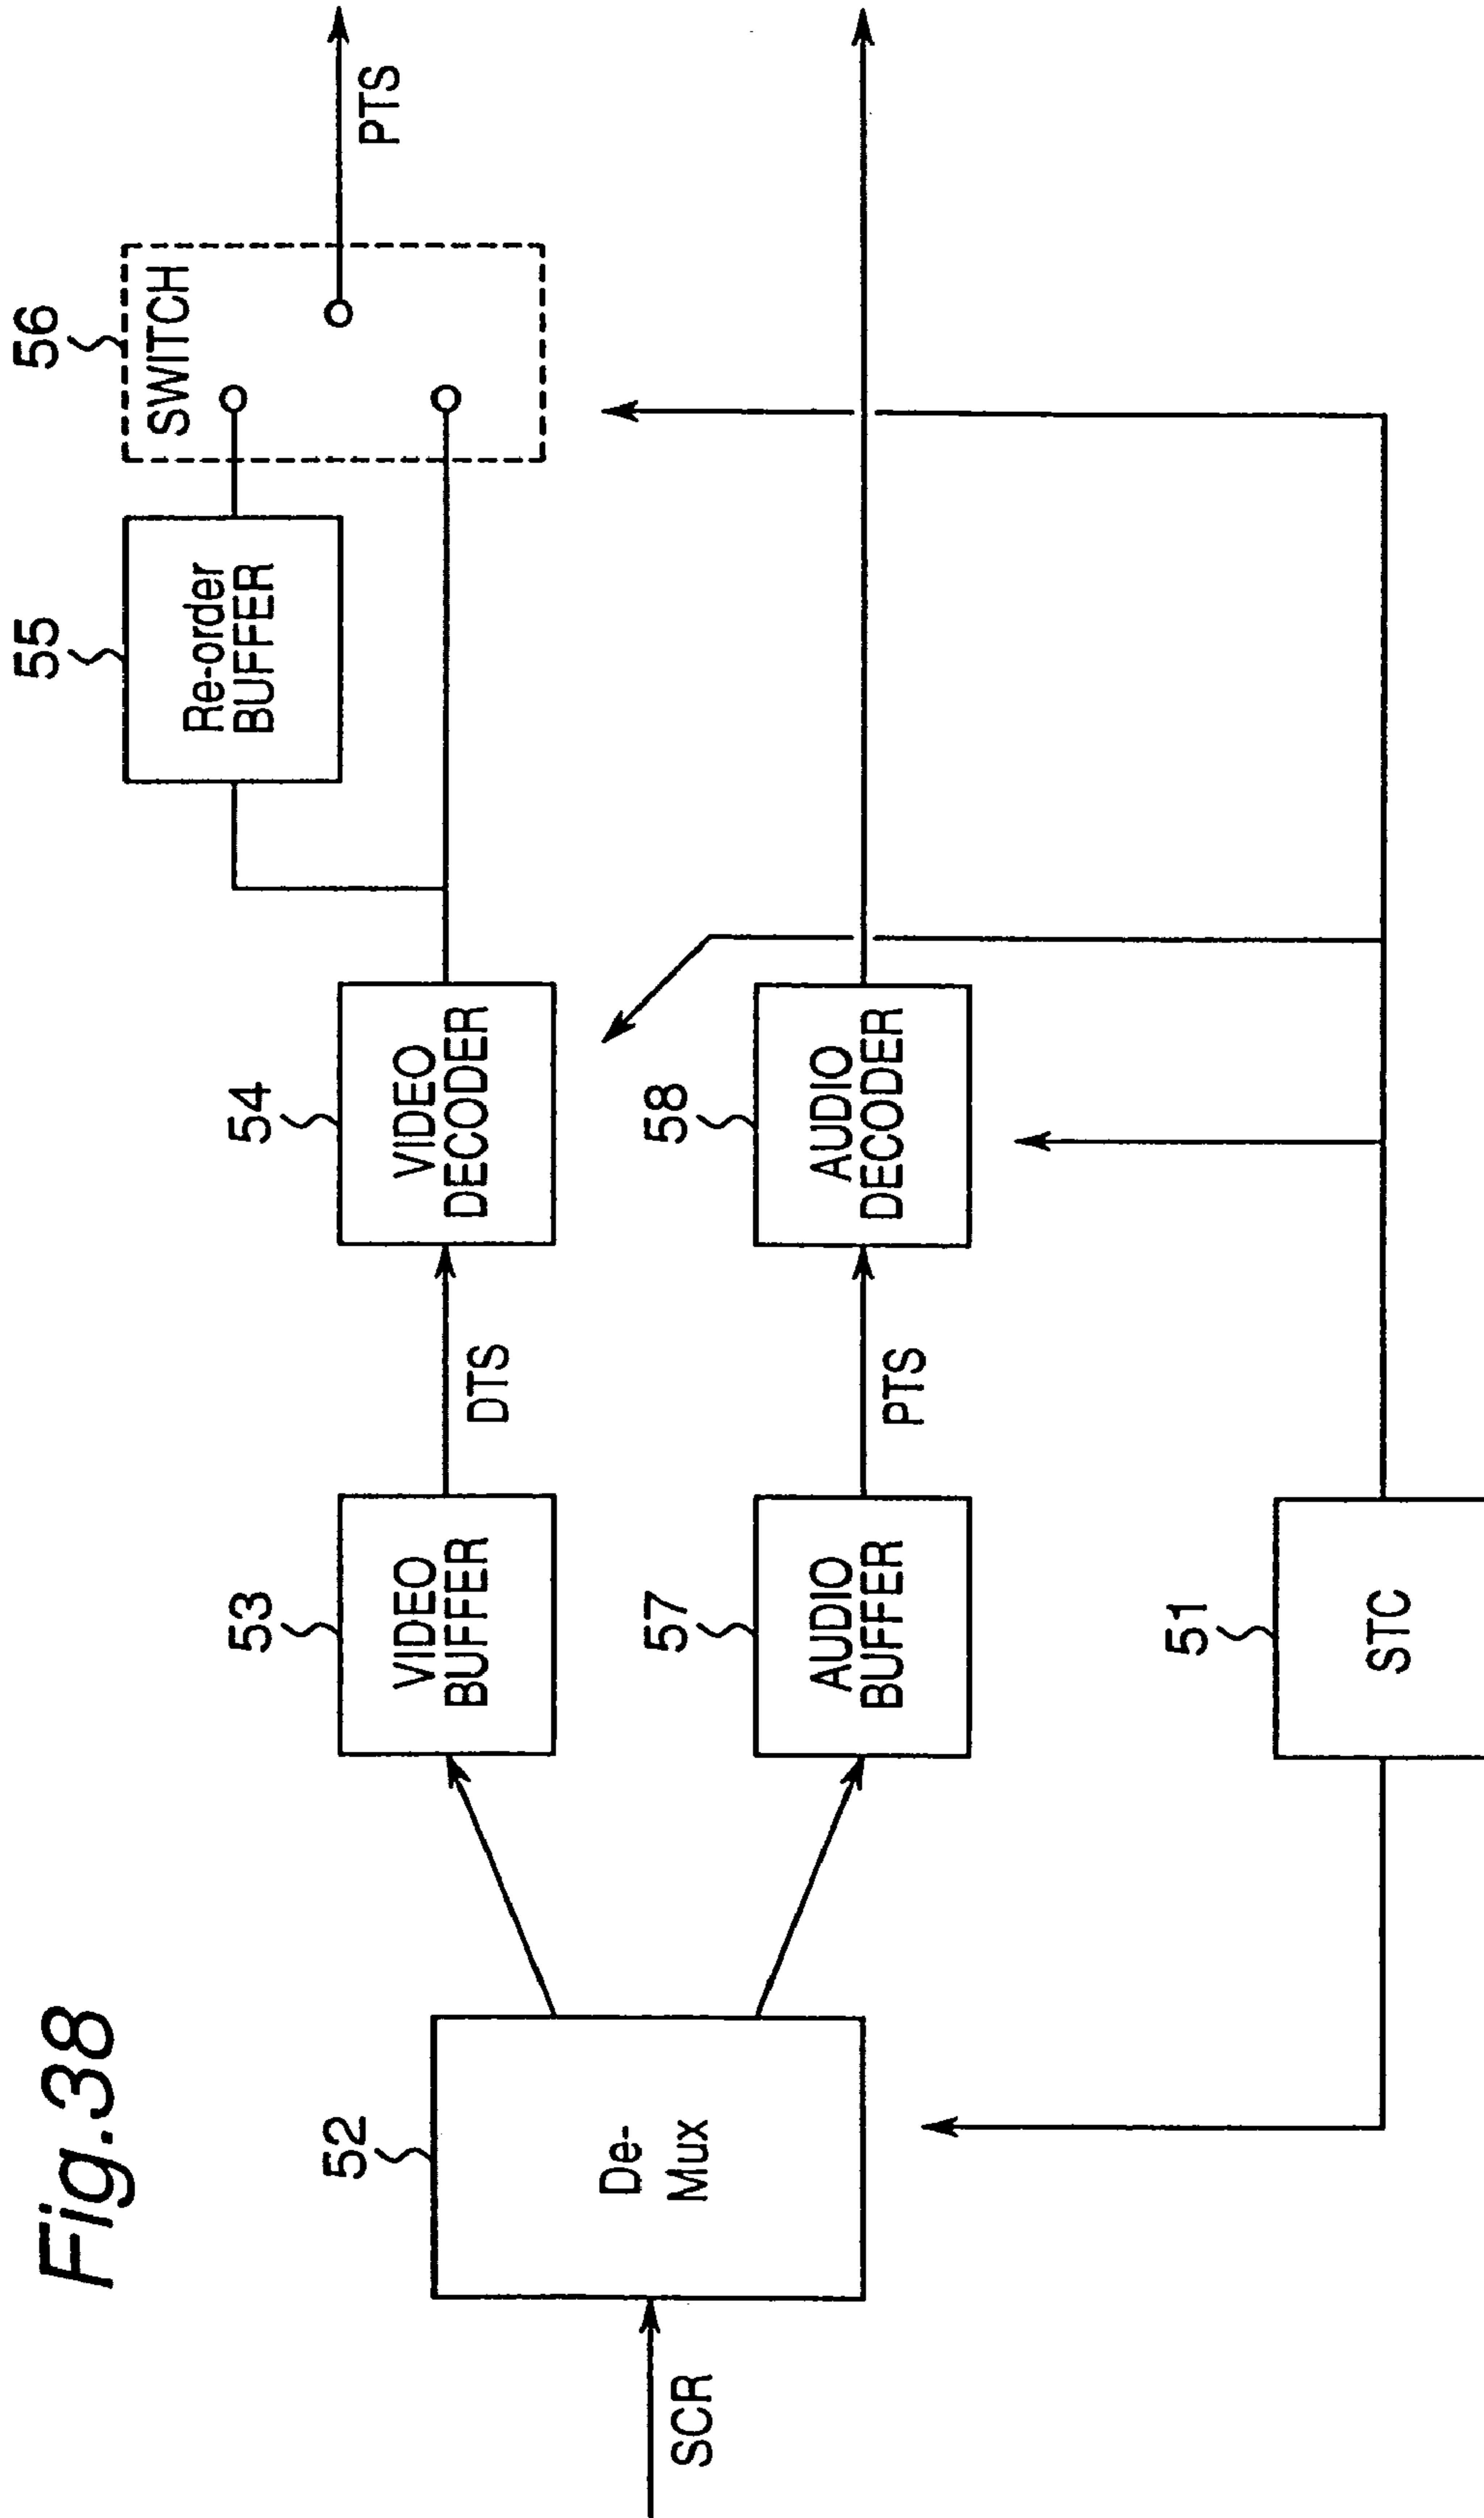 Fig.38
SCR
52
De-
Mux
53
VIDEO
BUFFER
DTS
54
VIDEO
DECODER
55
Re-order
BUFFER
56
SWITCH
PTS
57
AUDIO
BUFFER
PTS
58
AUDIO
DECODER
51
STC